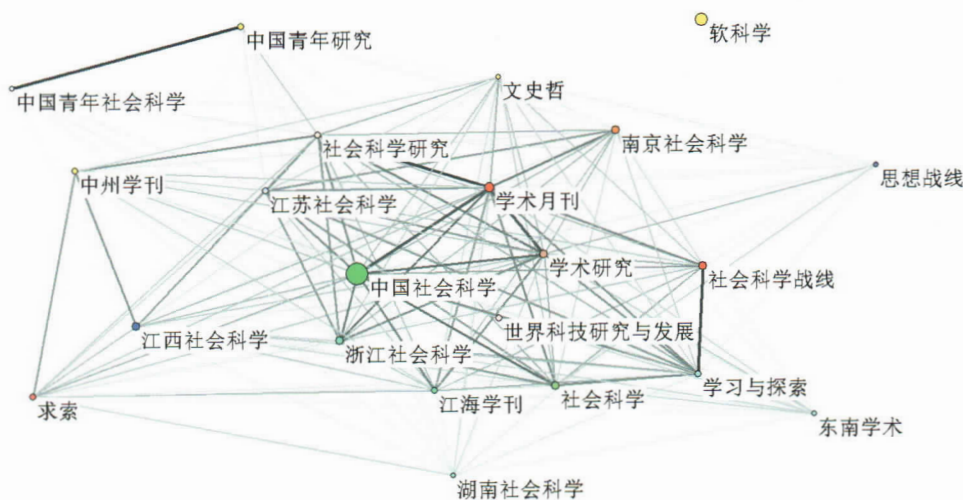 软科学
中国青年研究
中国青年社会科学
文史哲
社会科学研究
南京社会科学
中州学刊
思想战线
江苏社会科学
学术月刊
学术研究
社会科学战线
中国社会科学
世界科技研究与发展
江西社会科学
浙江社会科学
学习与探索
求索
江海学刊
社会科学
东南学术
湖南社会科学